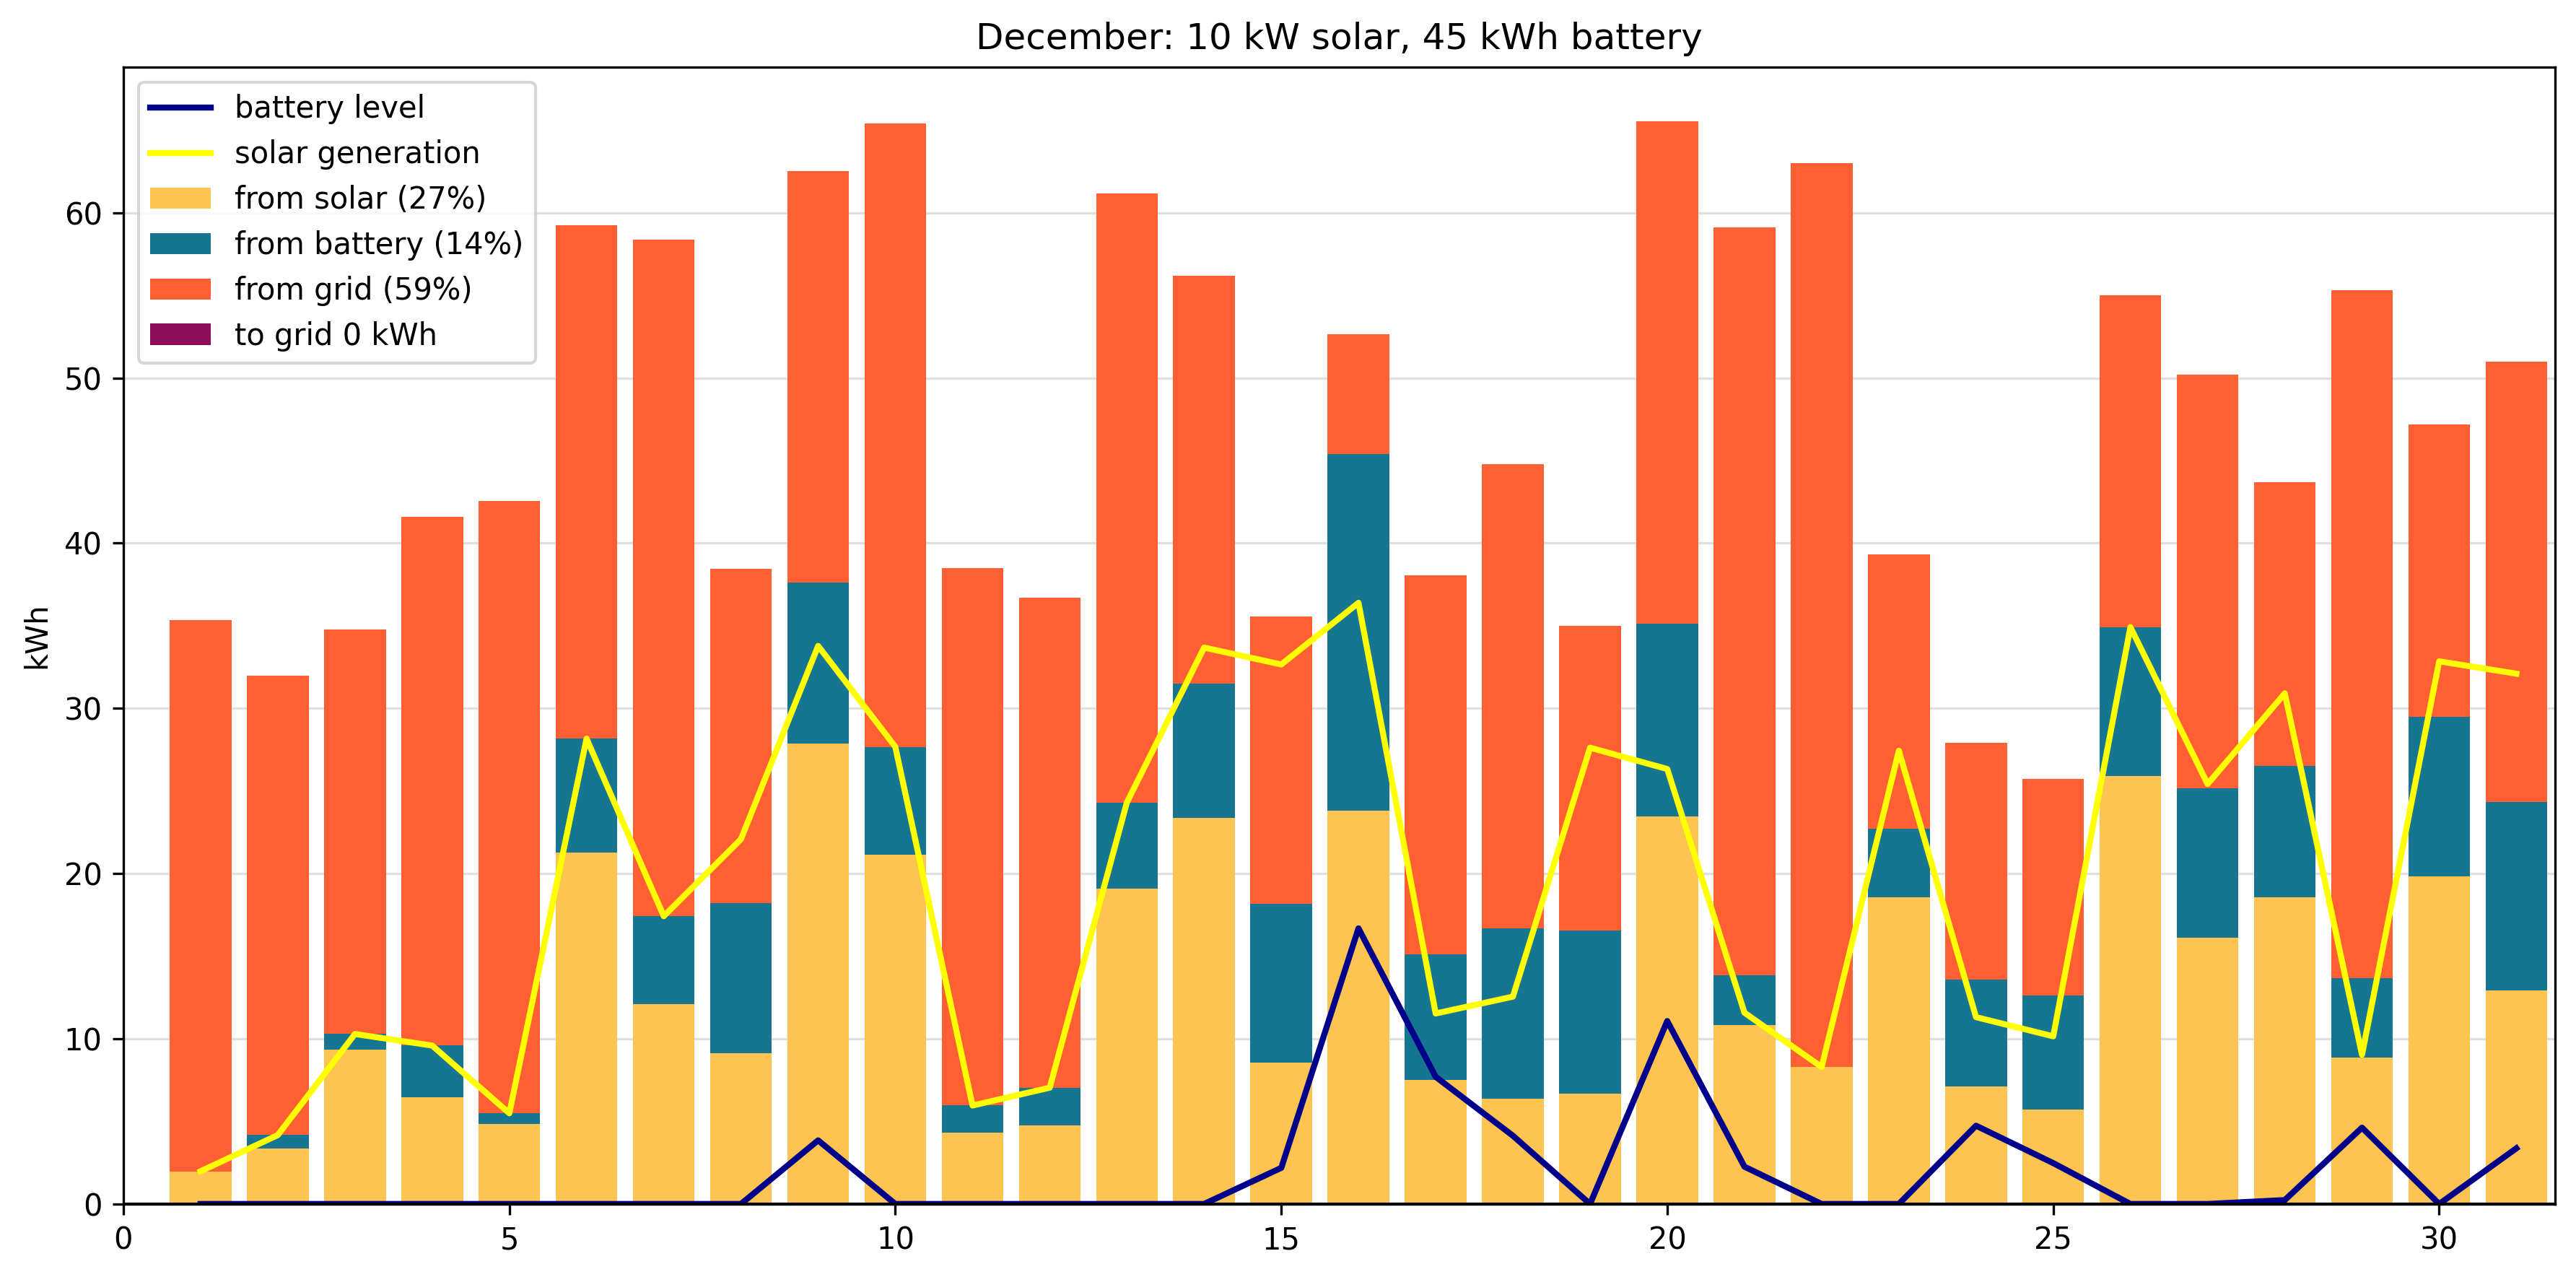 December: 10 kW solar, 45 kWh battery
battery level
solar generation
from solar (27%)
from battery (14%)
from grid (59%)
to grid 0 kWh
kWh
60
50
40
30
20
10
0
0 5 10 15 20 25 30